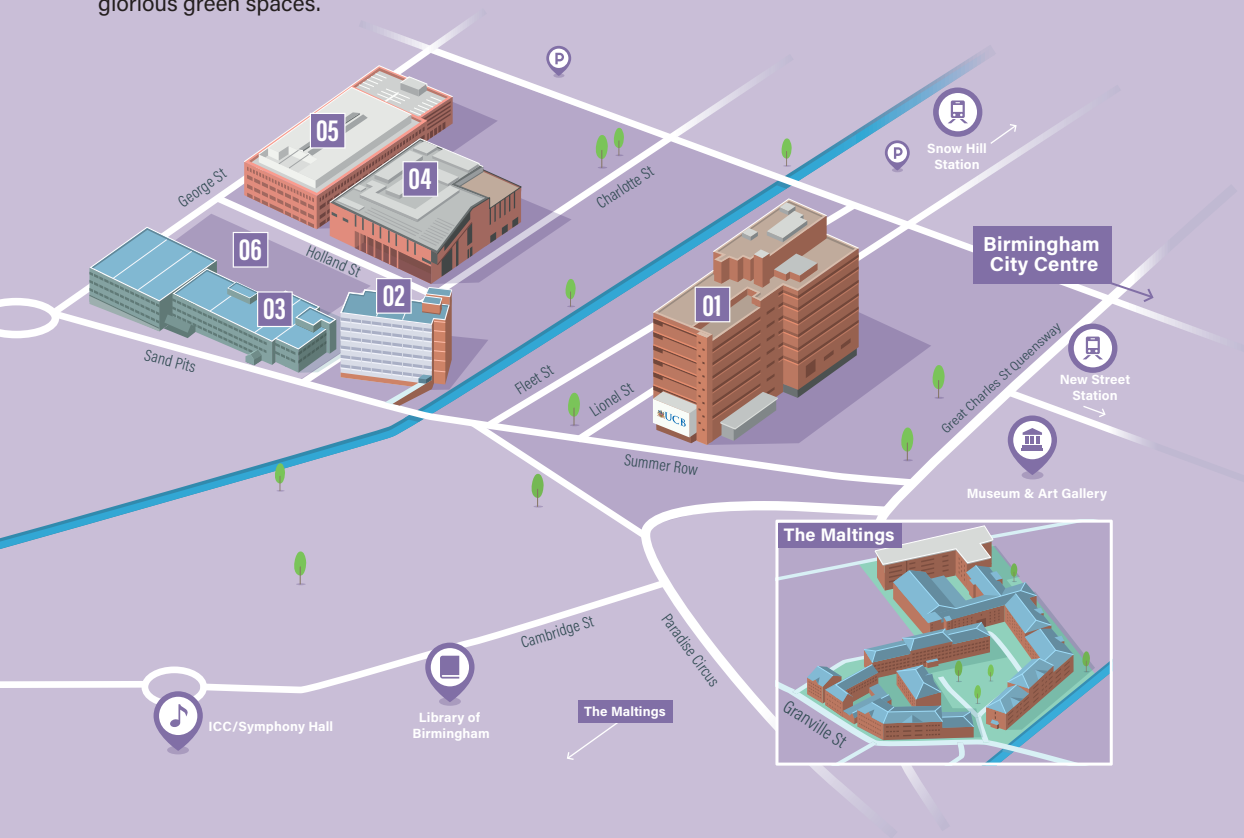 glorious green spaces.
P
Snow Hill
Station
P
05
04
George St
Charlotte St
Birmingham
City Centre
06
Holland St
02
03
01
Sand Pits
Fleet St
Lionel St
Great Charles St Queensway
New Street
Station
UCB
Summer Row
Museum & Art Gallery
The Maltings
Cambridge St
Paradise Circus
Granville St
The Maltings
ICC/Symphony Hall
Library of
Birmingham